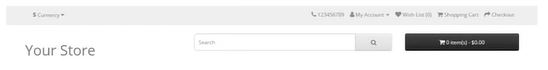 $ Currency 123456789 My Account Wish List (0) Shopping Cart Checkout
Your Store Search 0 item(s) - $0.00